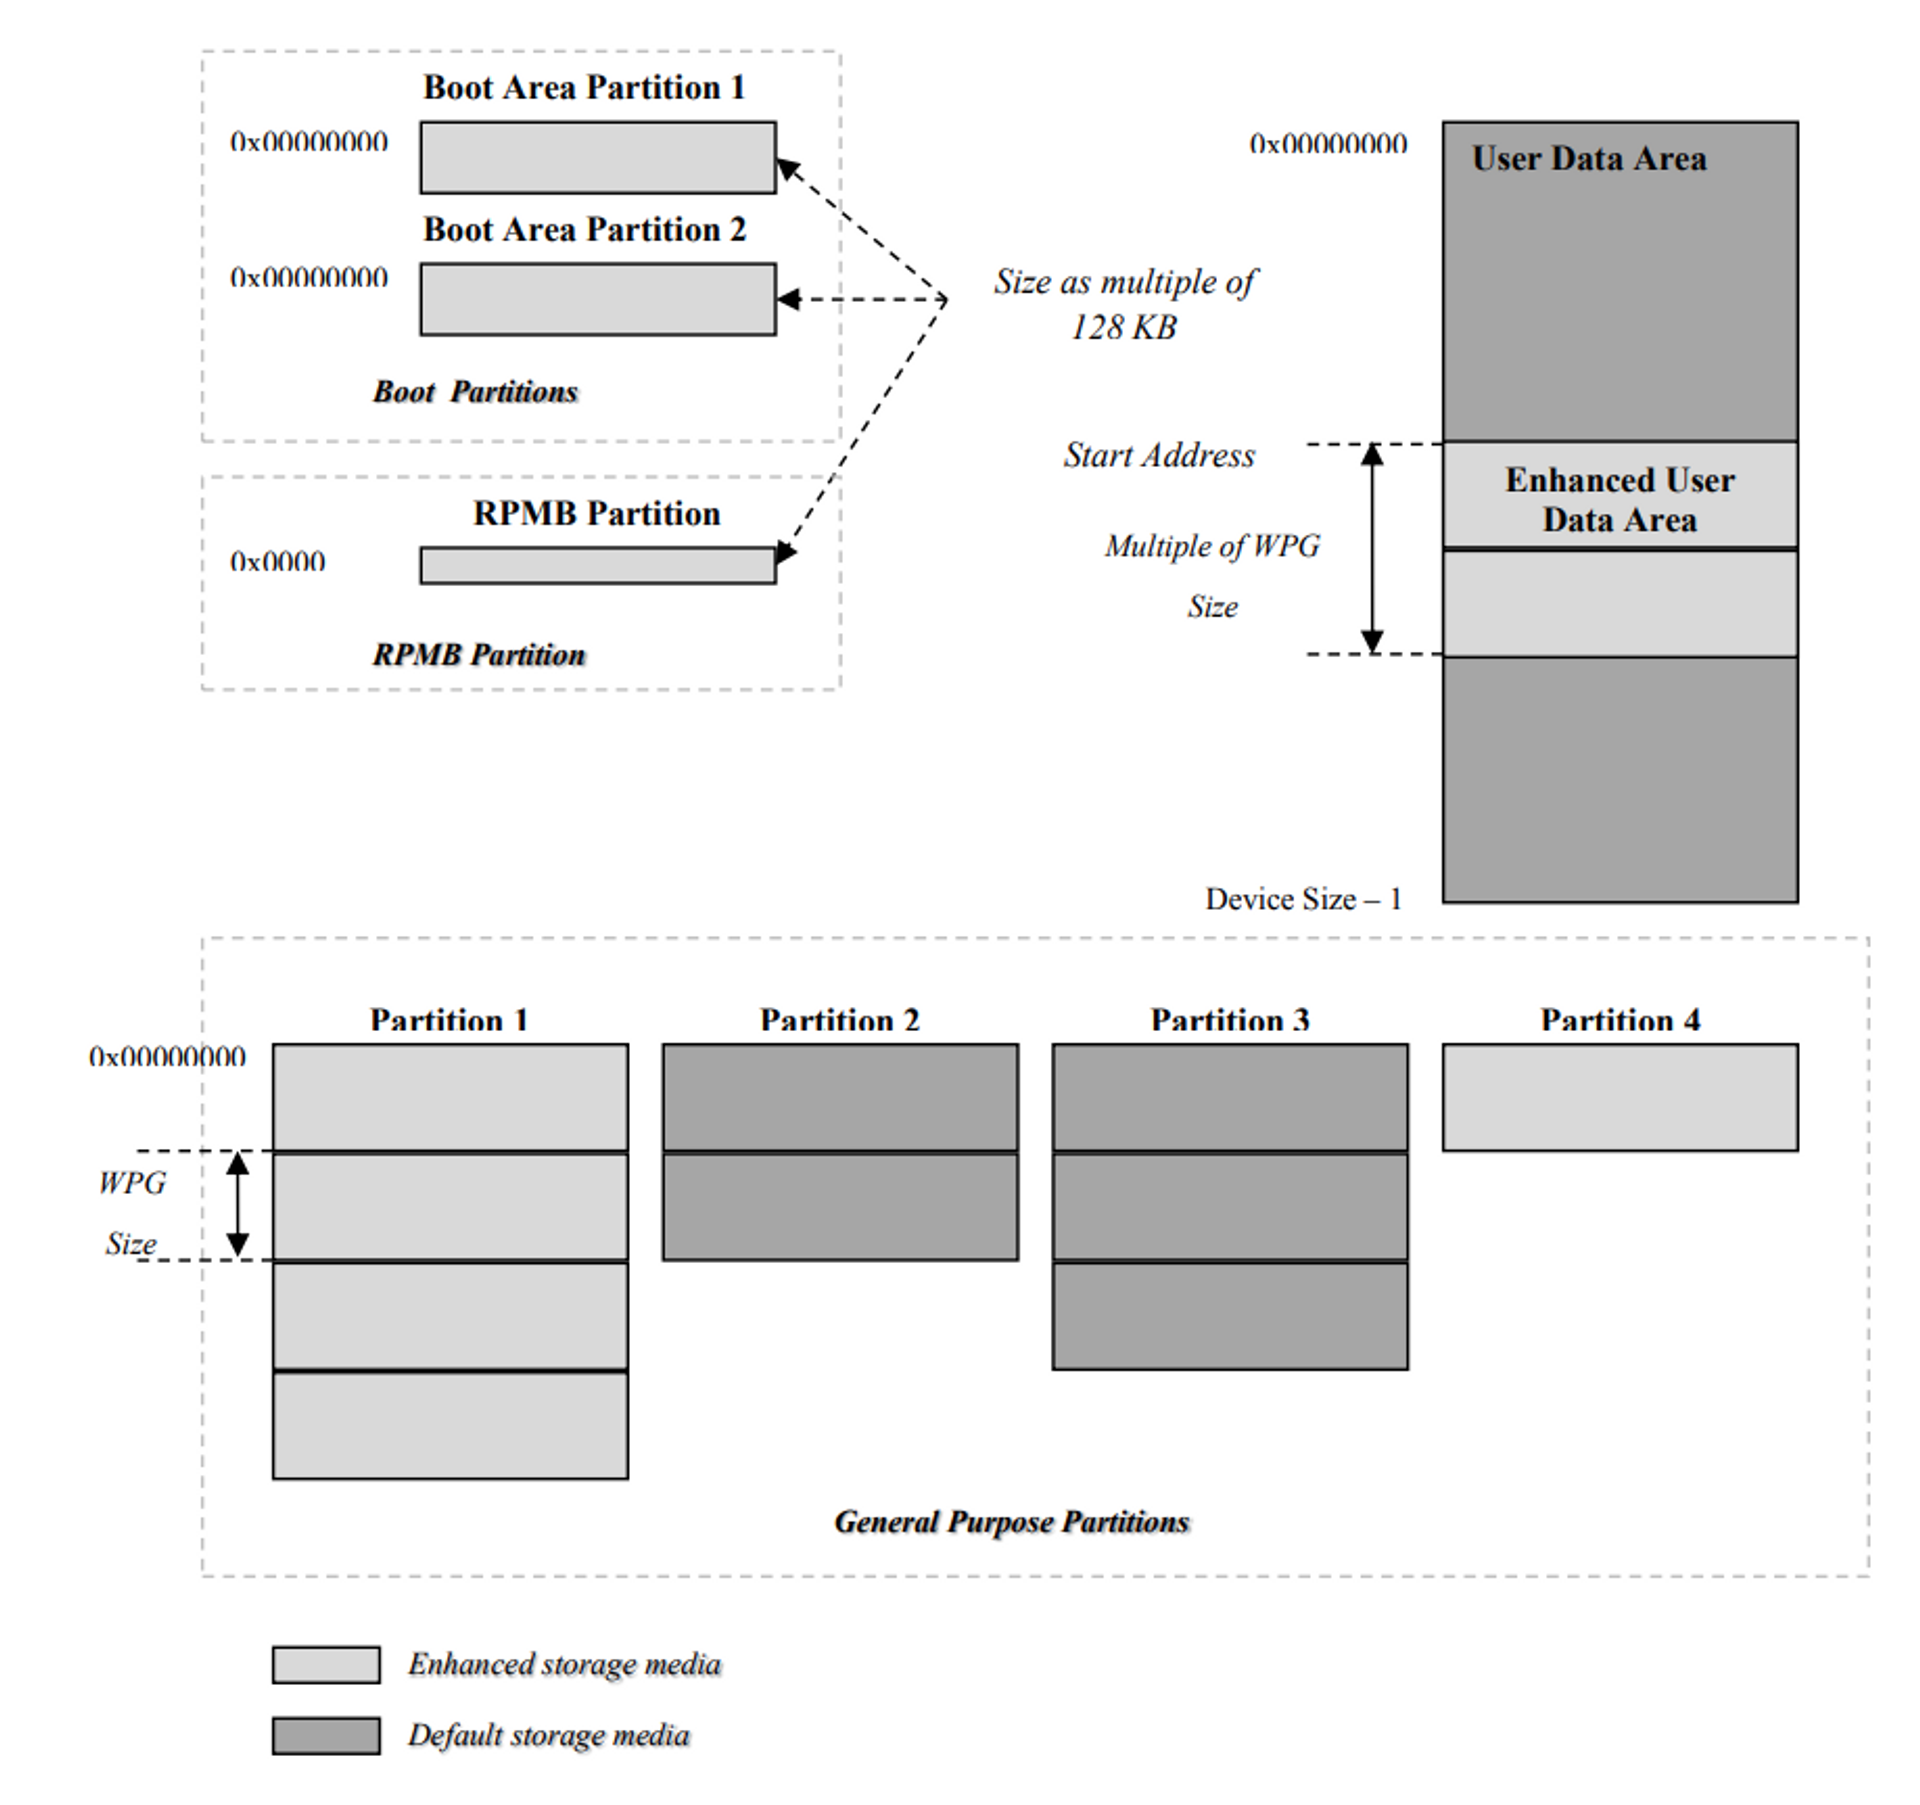 Boot Area Partition 1
0x00000000
Boot Area Partition 2
0x00000000
Boot Partitions
RPMB Partition
0x0000
RPMB Partition
Size as multiple of
128 KB
0x00000000
User Data Area
Start Address
Enhanced User
Data Area
Multiple of WPG
Size
Device Size – 1
Partition 1
Partition 2
Partition 3
Partition 4
0x00000000
WPG
Size
General Purpose Partitions
Enhanced storage media
Default storage media